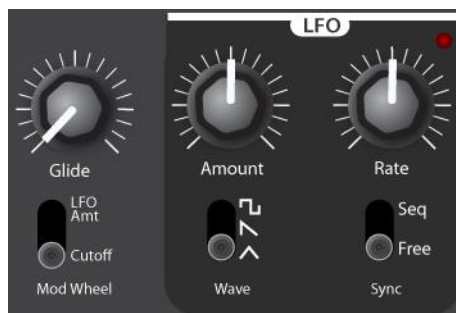 LFO
Glide
Amount
Rate
LFO
Amt
Cutoff
Seq
Free
Mod Wheel
Wave
Sync